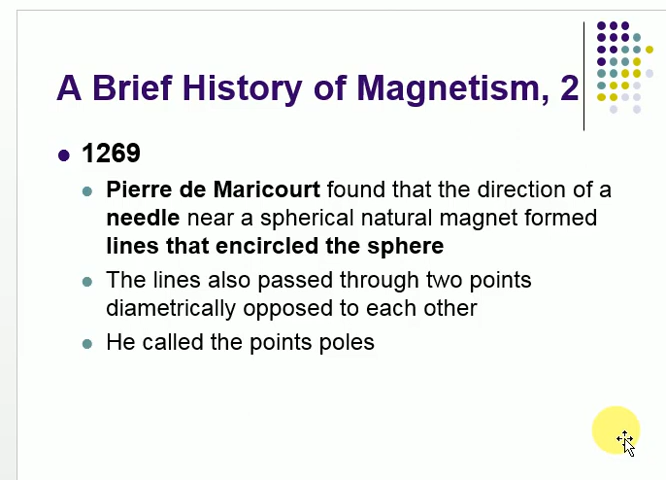 A Brief History of Magnetism, 2
1269
Pierre de Maricourt found that the direction of a
needle near a spherical natural magnet formed
lines that encircled the sphere
The lines also passed through two points
diametrically opposed to each other
He called the points poles